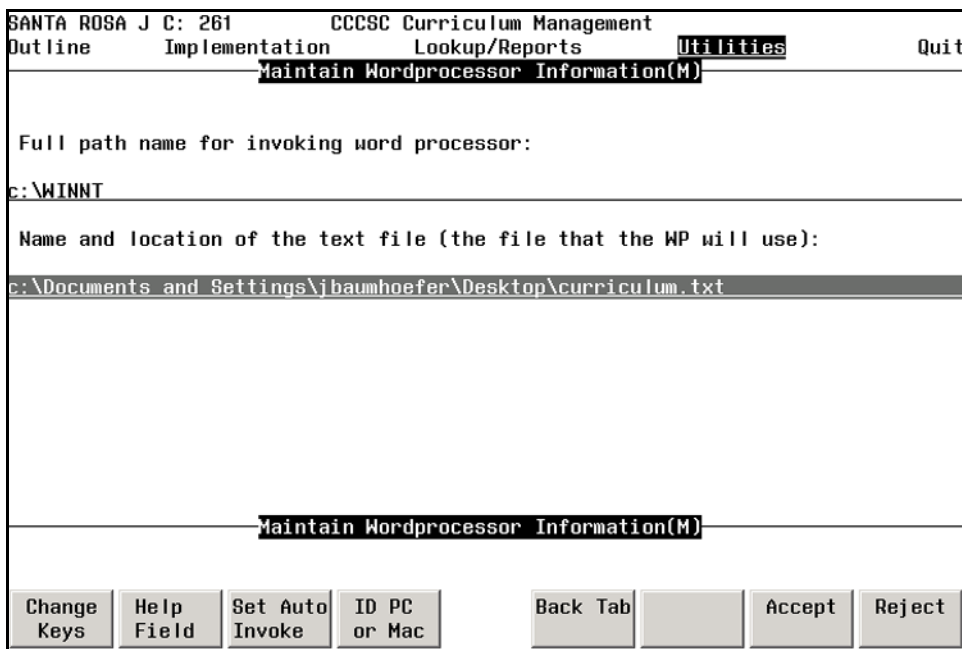 SANTA ROSA J C: 261 CCCSC Curriculum Management
Outline Implementation Lookup/Reports Utilities Quit
Maintain Wordprocessor Information(M)
Full path name for invoking word processor:
c:\WINNT
Name and location of the text file (the file that the WP will use):
c:\Documents and Settings\jbaumhoefer\Desktop\curriculum.txt
Maintain Wordprocessor Information(M)
Change Help Set Auto ID PC Back Tab Accept Reject
Keys Field Invoke or Mac